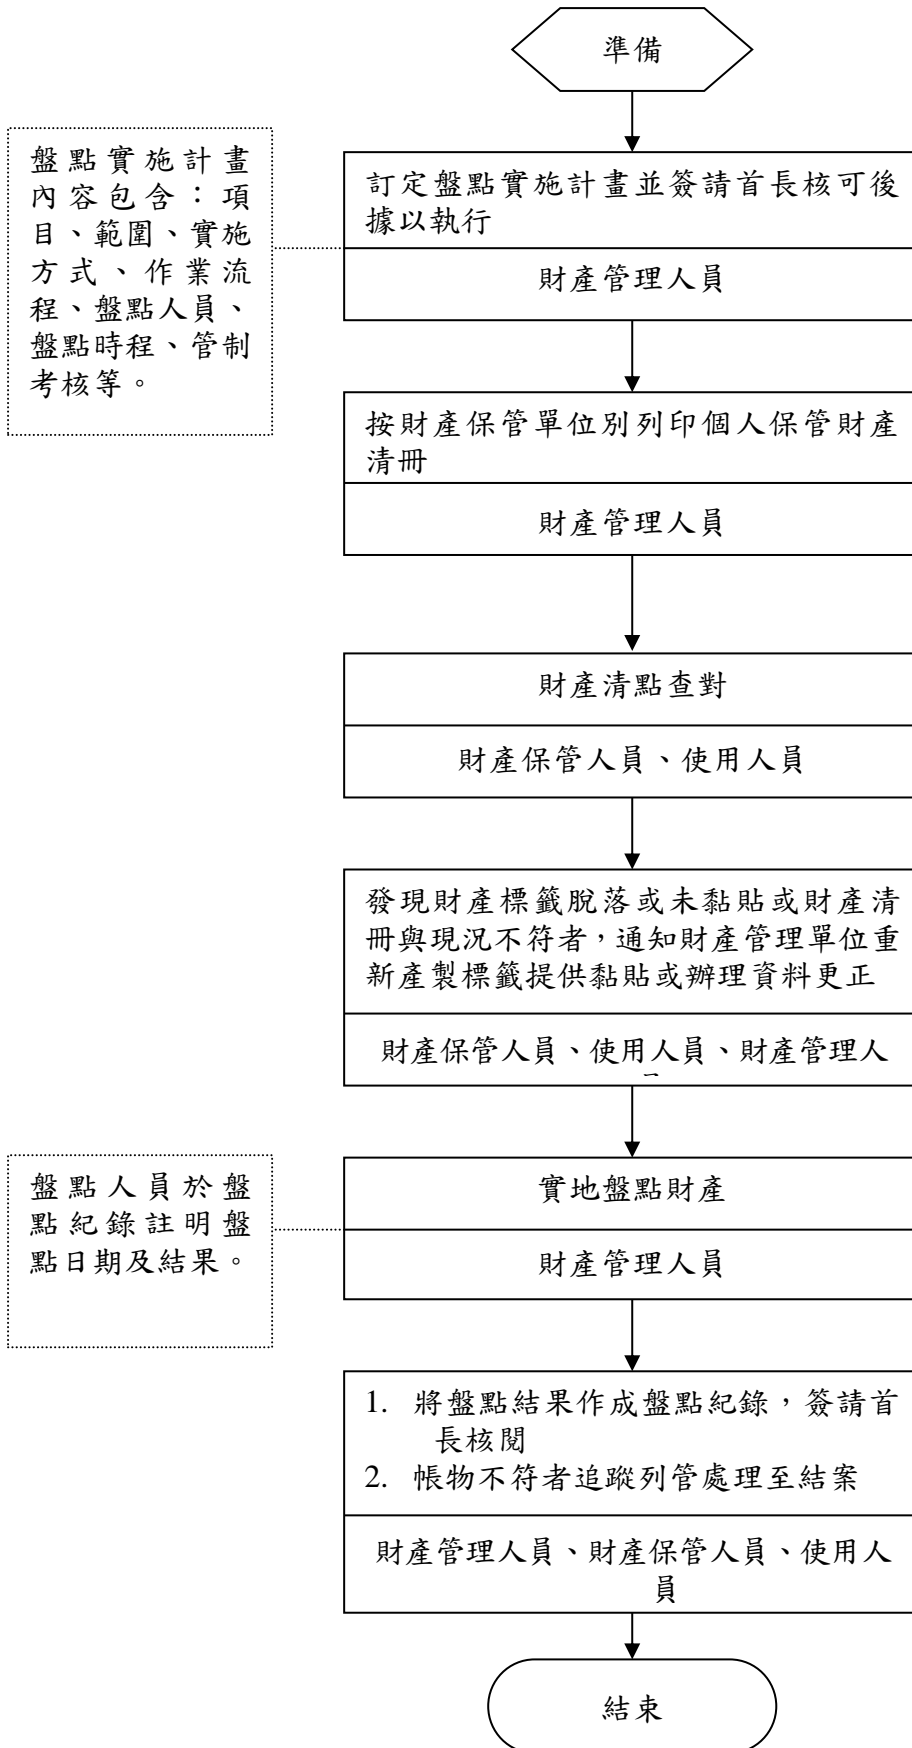 準備
盤點實施計畫
內容包含：項
目、範圍、實施
方式、作業流
程、盤點人員、
盤點時程、管制
考核等。
訂定盤點實施計畫並簽請首長核可後
據以執行
財產管理人員
按財產保管單位別列印個人保管財產
清冊
財產管理人員
財產清點查對
財產保管人員、使用人員
發現財產標籤脫落或未黏貼或財產清
冊與現況不符者，通知財產管理單位重
新產製標籤提供黏貼或辦理資料更正
財產保管人員、使用人員、財產管理人
盤點人員於盤
點紀錄註明盤
點日期及結果。
實地盤點財產
財產管理人員
1. 將盤點結果作成盤點紀錄，簽請首
長核閱
2. 帳物不符者追蹤列管處理至結案
財產管理人員、財產保管人員、使用人
員
結束